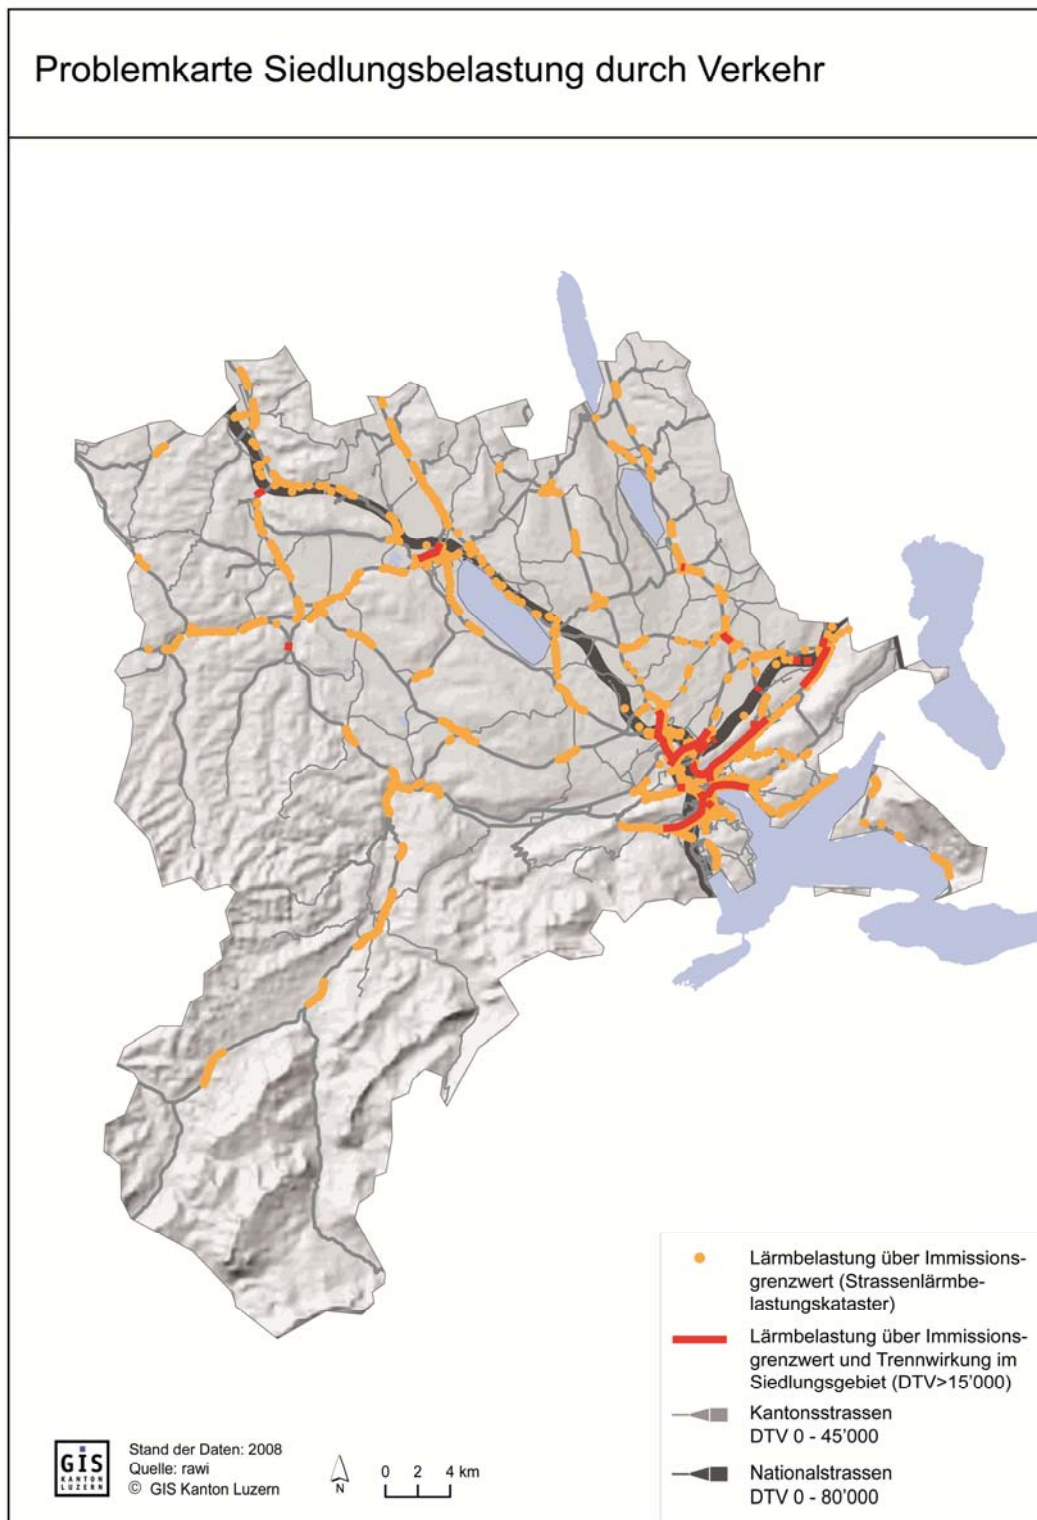 Problemkarte Siedlungsbelastung durch Verkehr
Lärmbelastung über Immissions-
grenzwert (Strassenlärmbe-
lastungskataster)
Lärmbelastung über Immissions-
grenzwert und Trennwirkung im
Siedlungsgebiet (DTV>15'000)
Kantonsstrassen
DTV 0 - 45'000
Nationalstrassen
DTV 0 - 80'000
GIS
KANTON
LUZERN
Stand der Daten: 2008
Quelle: rawi
© GIS Kanton Luzern
N
0 2 4 km